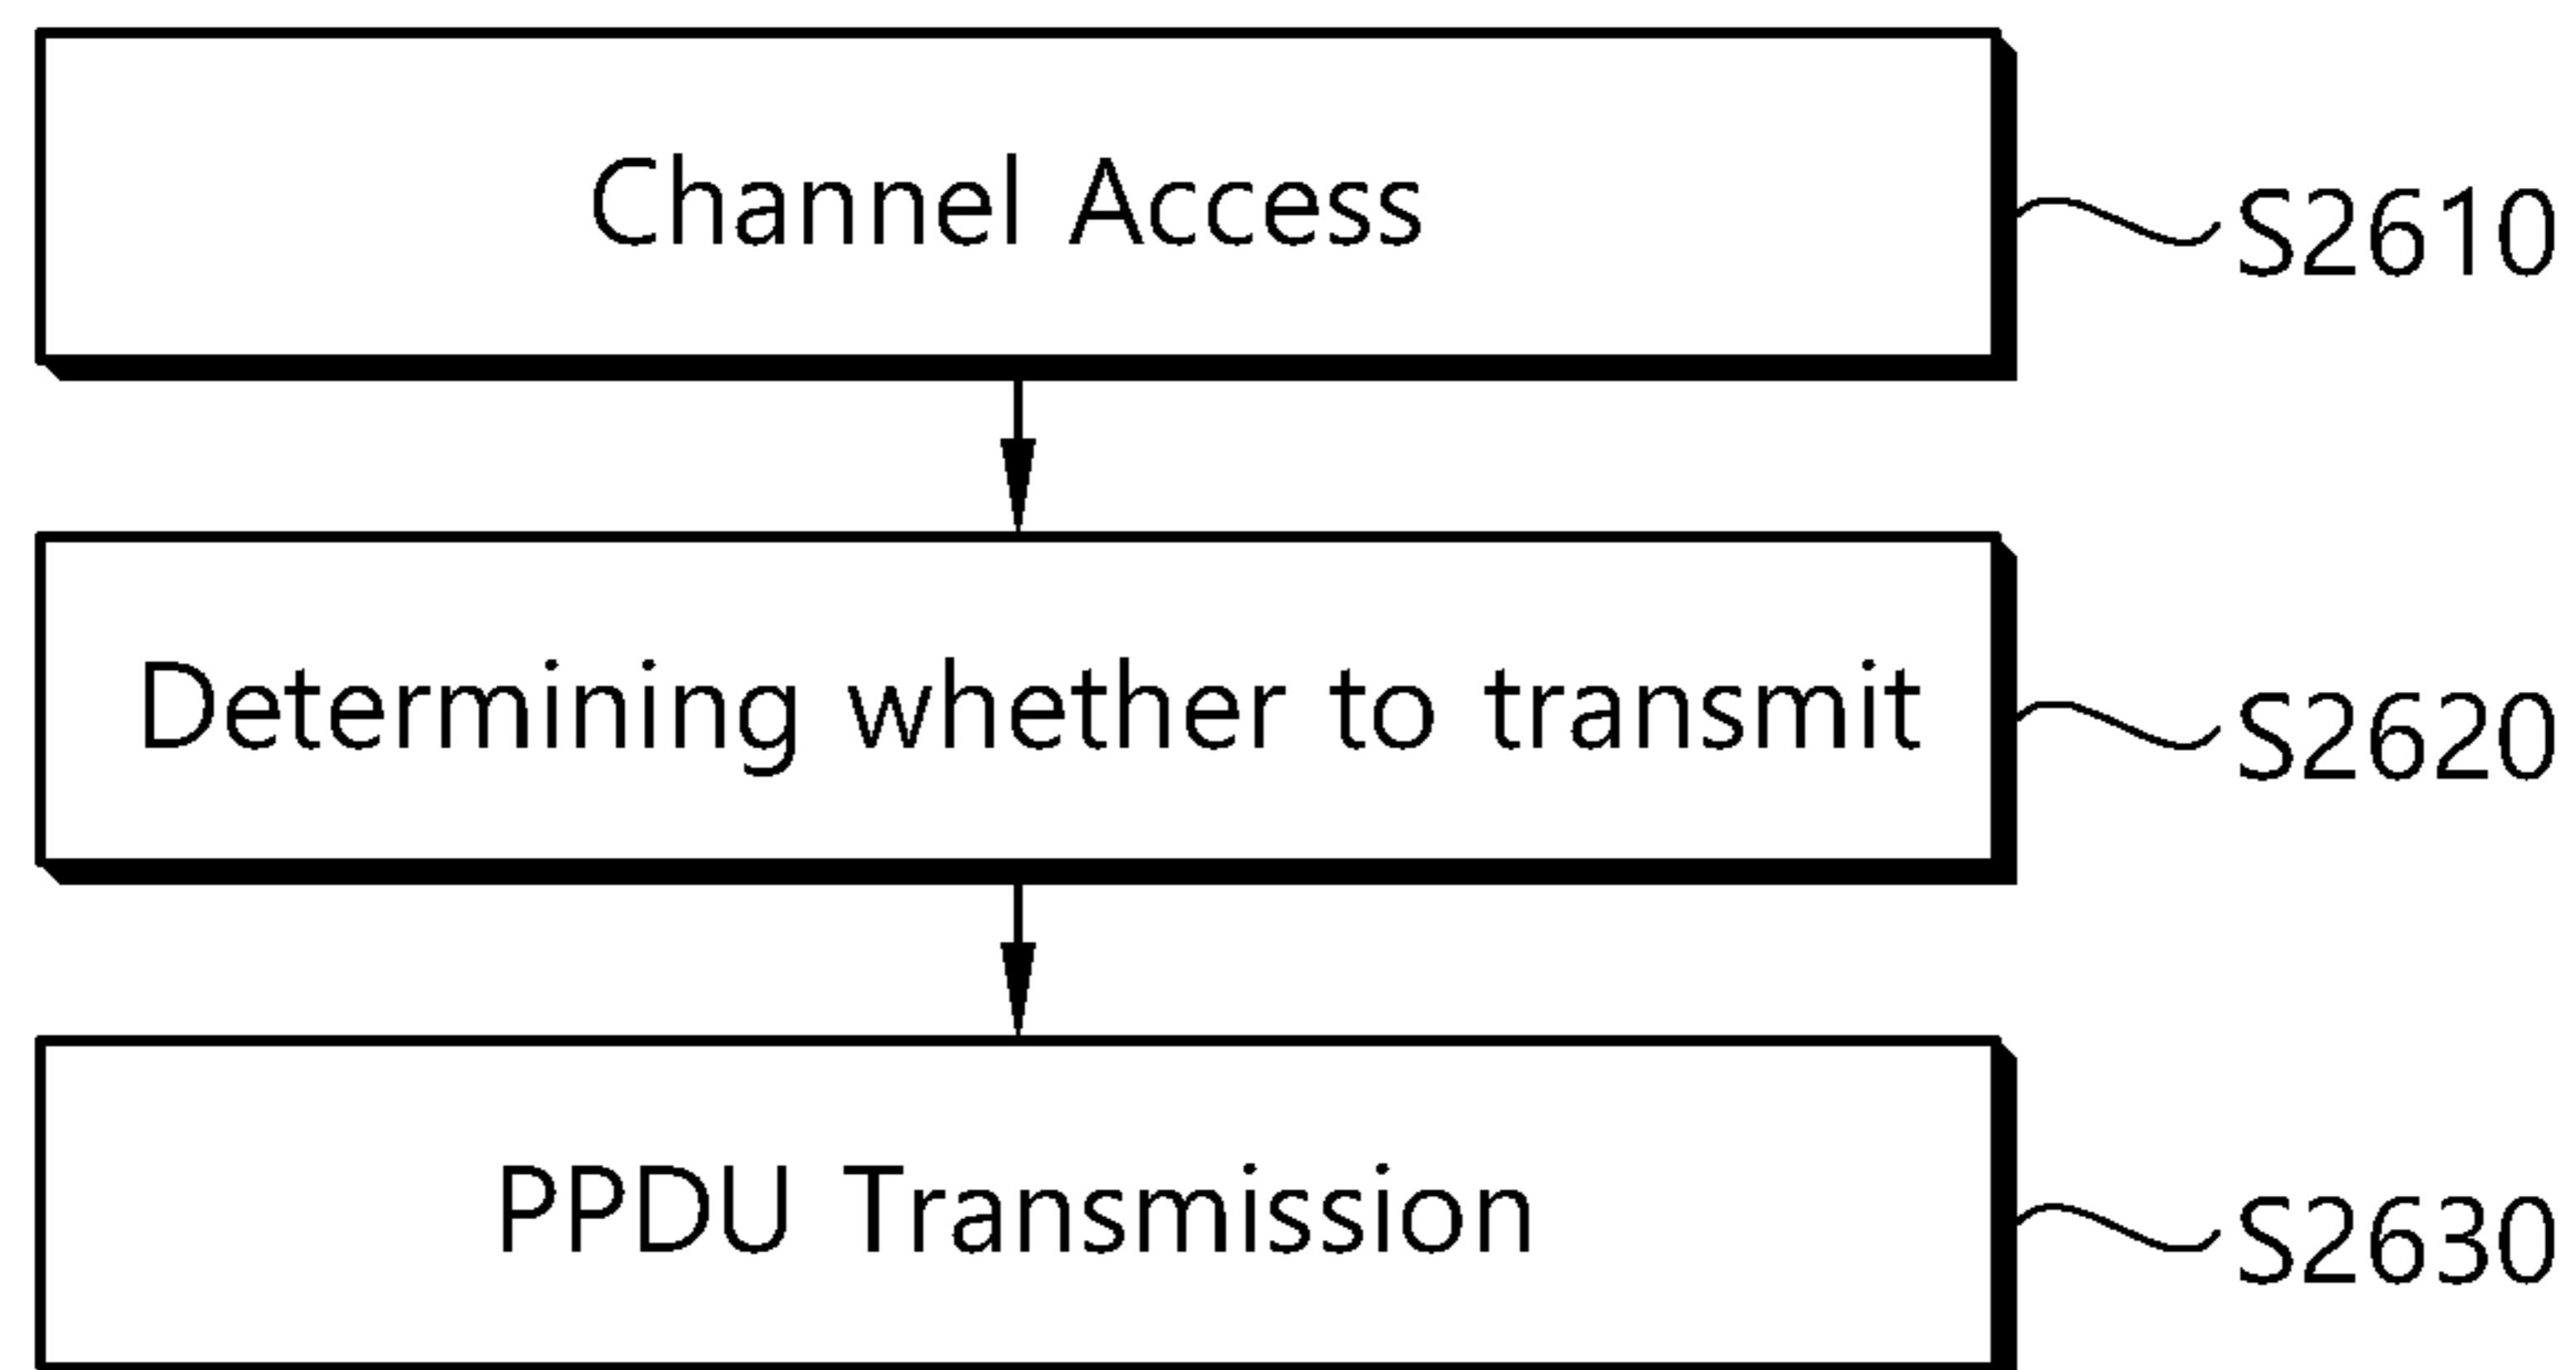 Channel Access
S2610
Determining whether to transmit
S2620
PPDU Transmission
S2630